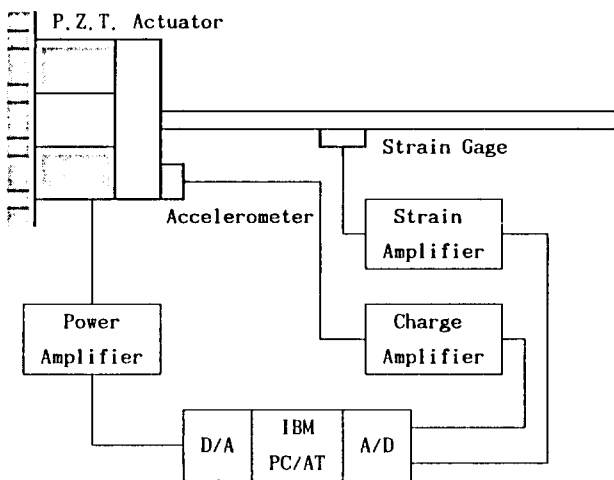 P.Z.T. Actuator
Strain Gage
Accelerometer
Strain
Amplifier
Power
Amplifier
Charge
Amplifier
D/A
IBM
PC/AT
A/D